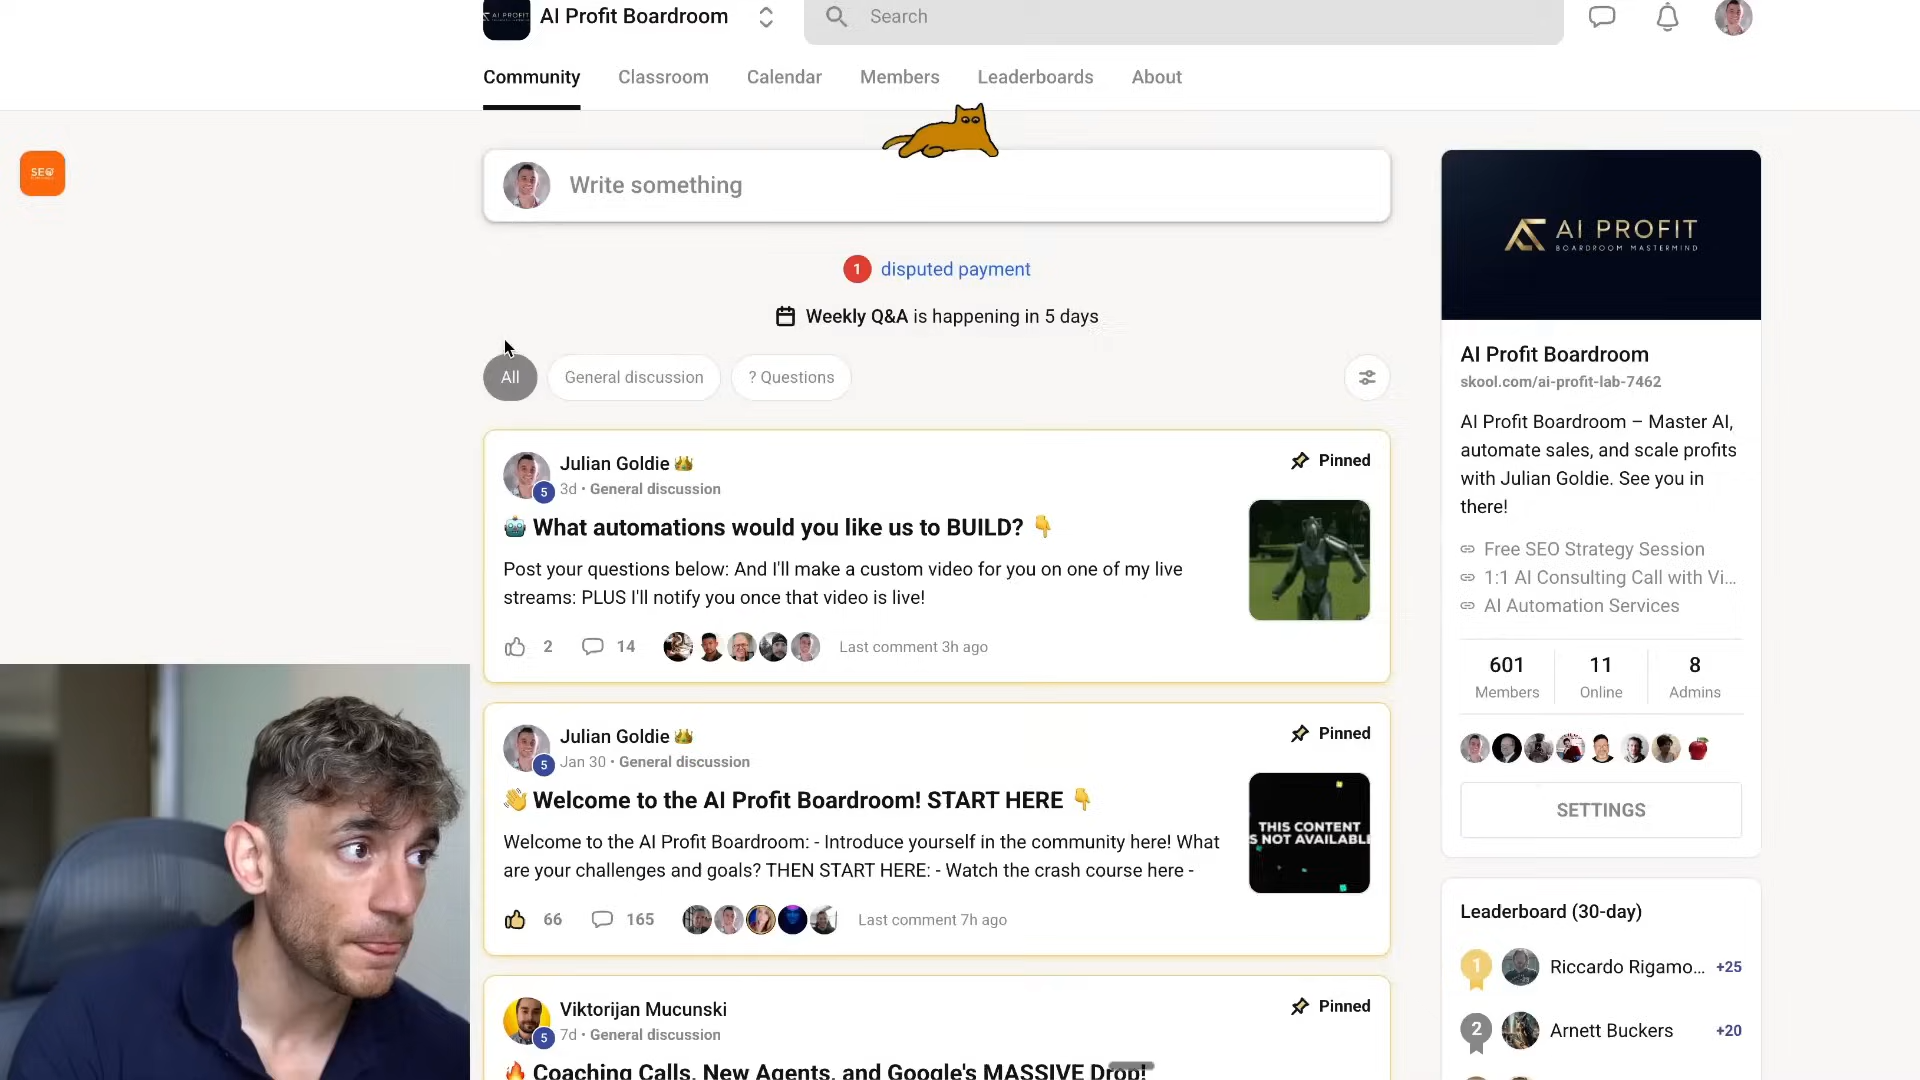 AI PROFIT
AI Profit Boardroom
Search
Community
Classroom
Calendar
Members
Leaderboards
About
SEO
Write something
1 disputed payment
Weekly Q&A is happening in 5 days
All
General discussion
? Questions
Julian Goldie
Pinned
5
3d • General discussion
🤖 What automations would you like us to BUILD? 👇
Post your questions below: And I'll make a custom video for you on one of my live
streams: PLUS I'll notify you once that video is live!
2
14
Last comment 3h ago
Julian Goldie
Pinned
5
Jan 30 • General discussion
👋 Welcome to the AI Profit Boardroom! START HERE 👇
Welcome to the AI Profit Boardroom: - Introduce yourself in the community here! What
are your challenges and goals? THEN START HERE: - Watch the crash course here -
THIS CONTENT
S NOT AVAILABL
66
165
Last comment 7h ago
Viktorijan Mucunski
Pinned
5
7d • General discussion
🔥 Coaching Calls, New Agents, and Google's MASSIVE Drop!
AI PROFIT
BOARDROOM MASTERMIND
AI Profit Boardroom
skool.com/ai-profit-lab-7462
AI Profit Boardroom – Master AI,
automate sales, and scale profits
with Julian Goldie. See you in
there!
Free SEO Strategy Session
1:1 AI Consulting Call with Vi...
AI Automation Services
601
Members
11
Online
8
Admins
SETTINGS
Leaderboard (30-day)
1
Riccardo Rigamo... +25
2
Arnett Buckers +20